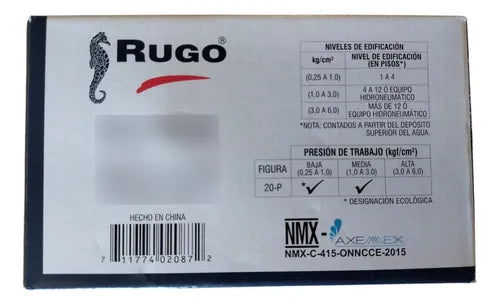 RUGO®
NIVELES DE EDIFICACIÓN
kg/cm² NIVEL DE EDIFICACIÓN (EN PISOS*)
(0,25 A 1,0) 1 A 4
(1,0 A 3,0) 4 A 12 Ó EQUIPO HIDRONEUMÁTICO
(3,0 A 6,0) MÁS DE 12 Ó EQUIPO HIDRONEUMÁTICO
*NOTA: CONTADOS A PARTIR DEL DEPÓSITO
SUPERIOR DEL AGUA.
PRESIÓN DE TRABAJO (kgf/cm²)
FIGURA BAJA (0,25 A 1,0) MEDIA (1,0 A 3,0) ALTA (3,0 A 6,0)
20-P *✓ ✓
* DESIGNACIÓN ECOLÓGICA
HECHO EN CHINA
7 11774 02087 2
NMX- AXEMEX
NMX-C-415-ONNCCE-2015